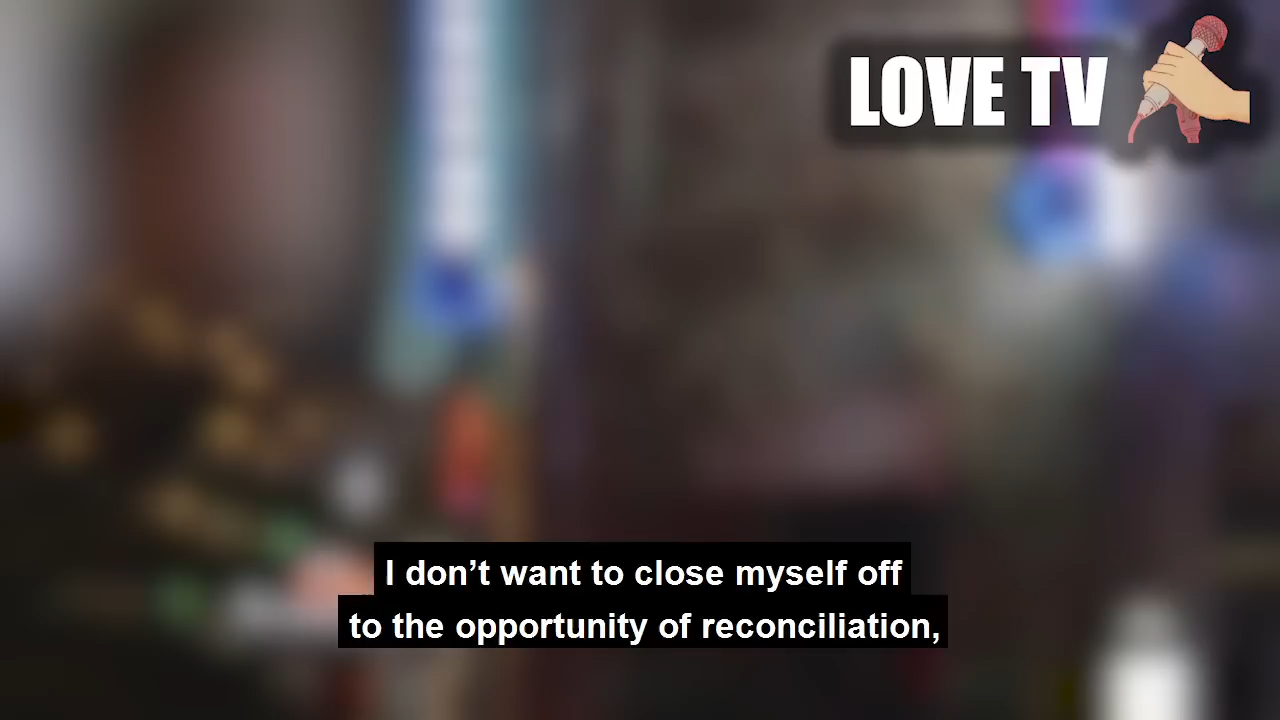 LOVE TV
I don’t want to close myself off
to the opportunity of reconciliation,